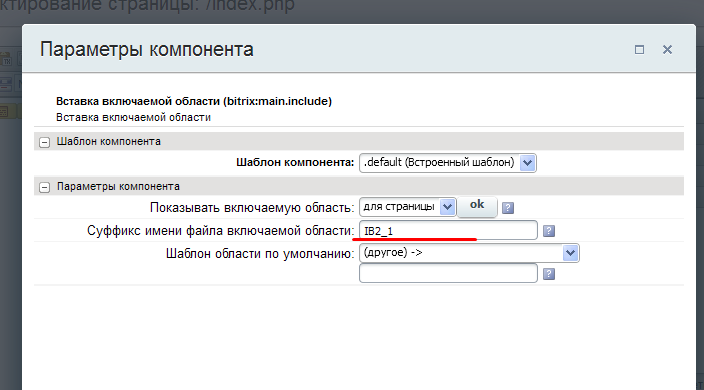 ктирование страницы: /index.php
Параметры компонента
Вставка включаемой области (bitrix:main.include)
Вставка включаемой области
Шаблон компонента
Шаблон компонента: .default (Встроенный шаблон)
Параметры компонента
Показывать включаемую область: для страницы ok ?
Суффикс имени файла включаемой области: IB2_1 ?
Шаблон области по умолчанию: (другое) ->
?